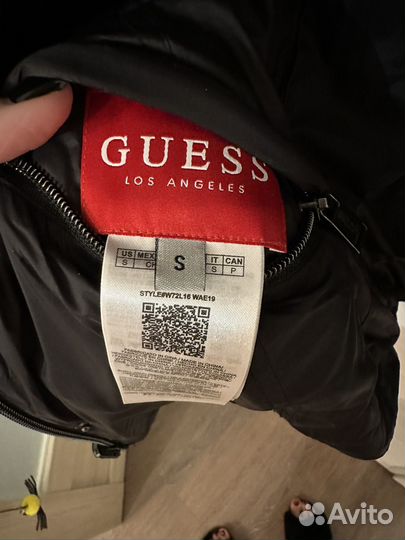 GUESS
LOS ANGELES
US MEX S IT CAN
S CH S P
STYLE#W72L16 WAE19
Avito